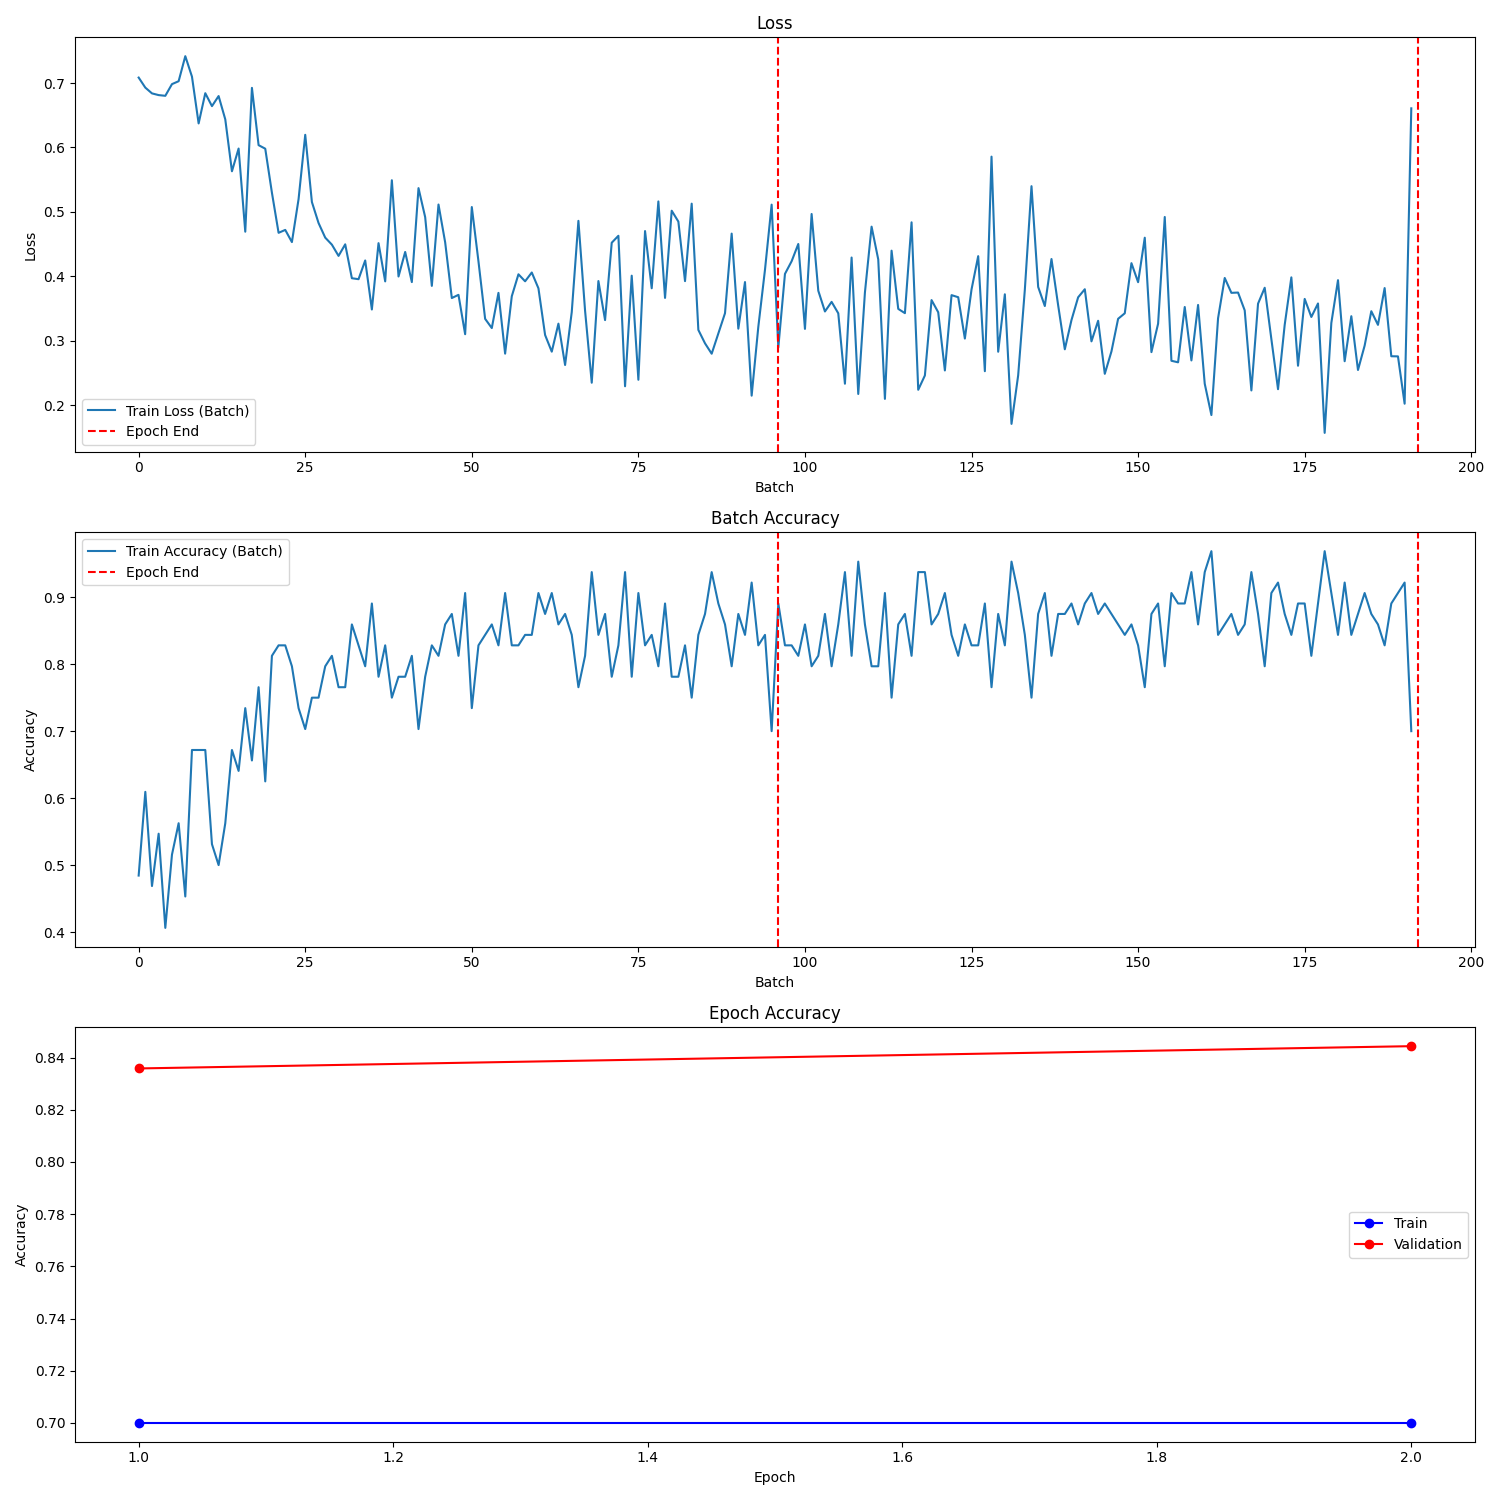 Loss
0.7
0.6
0.5
0.4
0.3
0.2
Loss
Train Loss (Batch)
Epoch End
0 25 50 75 100 125 150 175 200
Batch
Batch Accuracy
Train Accuracy (Batch)
Epoch End
0.9
0.8
0.7
0.6
0.5
0.4
Accuracy
0 25 50 75 100 125 150 175 200
Batch
Epoch Accuracy
0.84
0.82
0.80
0.78
0.76
0.74
0.72
0.70
Accuracy
Train
Validation
1.0 1.2 1.4 1.6 1.8 2.0
Epoch